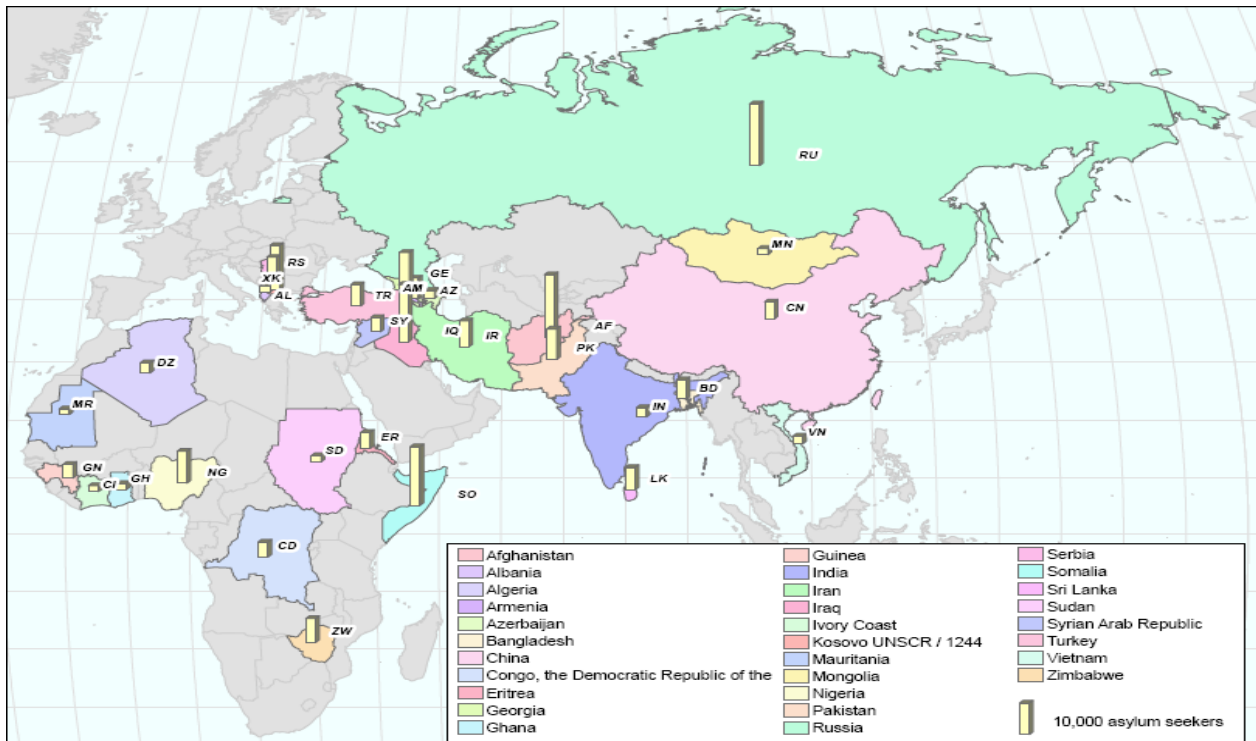 RU
MN
RS
GE
XK
AM
AZ
AL
TR
CN
SY
IQ
IR
AF
PK
DZ
BD
MR
IN
ER
VN
SD
GN
NG
LK
CI
GH
SO
CD
ZW
Afghanistan
Albania
Algeria
Armenia
Azerbaijan
Bangladesh
China
Congo, the Democratic Republic of the
Eritrea
Georgia
Ghana
Guinea
India
Iran
Iraq
Ivory Coast
Kosovo UNSCR / 1244
Mauritania
Mongolia
Nigeria
Pakistan
Russia
Serbia
Somalia
Sri Lanka
Sudan
Syrian Arab Republic
Turkey
Vietnam
Zimbabwe
10,000 asylum seekers